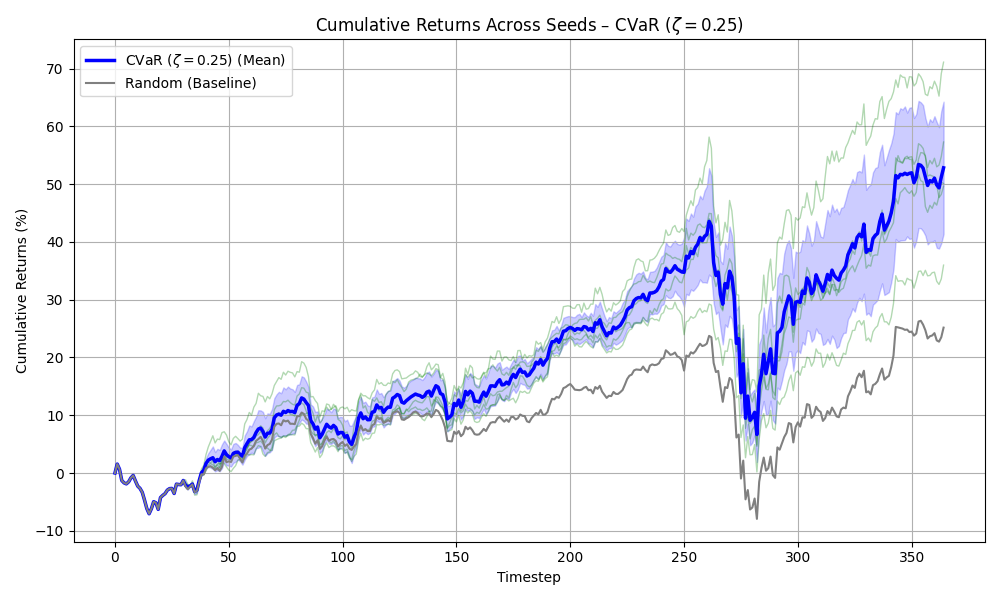 Cumulative Returns Across Seeds – CVaR (ζ = 0.25)
CVaR (ζ = 0.25) (Mean)
Random (Baseline)
Cumulative Returns (%)
70
60
50
40
30
20
10
0
−10
0 50 100 150 200 250 300 350
Timestep